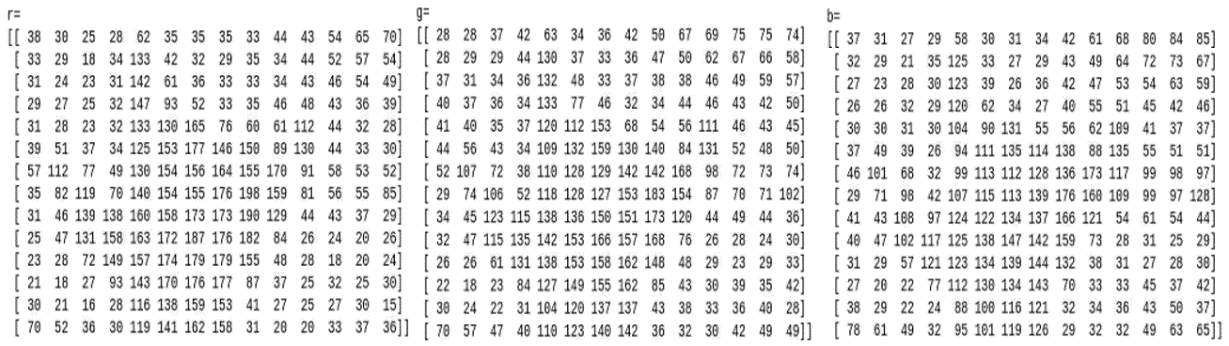 r=
[[ 38 30 25 28 62 35 35 35 33 44 43 54 65 70]
[ 33 29 18 34 133 42 32 29 35 34 44 52 57 54]
[ 31 24 23 31 142 61 36 33 33 34 43 46 54 49]
[ 29 27 25 32 147 93 52 33 35 46 48 43 36 39]
[ 31 28 23 32 133 130 165 76 60 61 112 44 32 28]
[ 39 51 37 34 125 153 177 146 150 89 130 44 33 30]
[ 57 112 77 49 130 154 156 164 155 170 91 58 53 52]
[ 35 82 119 70 140 154 155 176 198 159 81 56 55 85]
[ 31 46 139 138 160 158 173 173 190 129 44 43 37 29]
[ 25 47 131 158 163 172 187 176 182 84 26 24 20 26]
[ 23 28 72 149 157 174 179 179 155 48 28 18 20 24]
[ 21 18 27 93 143 170 176 177 87 37 25 32 25 30]
[ 30 21 16 28 116 138 159 153 41 27 25 27 30 15]
[ 70 52 36 30 119 141 162 158 31 20 20 33 37 36]]
g=
[[ 28 28 37 42 63 34 36 42 50 67 69 75 75 74]
[ 28 29 29 44 130 37 33 36 47 50 62 67 66 58]
[ 37 31 34 36 132 48 33 37 38 38 46 49 59 57]
[ 40 37 36 34 133 77 46 32 34 44 46 43 42 50]
[ 41 40 35 37 120 112 153 68 54 56 111 46 43 45]
[ 44 56 43 34 109 132 159 130 140 84 131 52 48 50]
[ 52 107 72 38 110 128 129 142 142 168 98 72 73 74]
[ 29 74 106 52 118 128 127 153 183 154 87 70 71 102]
[ 34 45 123 115 138 136 150 151 173 120 44 49 44 36]
[ 32 47 115 135 142 153 166 157 168 76 26 28 24 30]
[ 26 26 61 131 138 153 158 162 148 48 29 23 29 33]
[ 22 18 23 84 127 149 155 162 85 43 30 39 35 42]
[ 30 24 22 31 104 120 137 137 43 38 33 36 40 28]
[ 70 57 47 40 110 123 140 142 36 32 30 42 49 49]]
b=
[[ 37 31 27 29 58 30 31 34 42 61 68 80 84 85]
[ 32 29 21 35 125 33 27 29 43 49 64 72 73 67]
[ 27 23 28 30 123 39 26 36 42 47 53 54 63 59]
[ 26 26 32 29 120 62 34 27 40 55 51 45 42 46]
[ 30 30 31 30 104 90 131 55 56 62 109 41 37 37]
[ 37 49 39 26 94 111 135 114 138 88 135 55 51 51]
[ 46 101 68 32 99 113 112 128 136 173 117 99 98 97]
[ 29 71 98 42 107 115 113 139 176 160 109 99 97 128]
[ 41 43 108 97 124 122 134 137 166 121 54 61 54 44]
[ 40 47 102 117 125 138 147 142 159 73 28 31 25 29]
[ 31 29 57 121 123 134 139 144 132 38 31 27 28 30]
[ 27 20 22 77 112 130 134 143 70 33 33 45 37 42]
[ 38 29 22 24 88 100 116 121 32 34 36 43 50 37]
[ 78 61 49 32 95 101 119 126 29 32 32 49 63 65]]